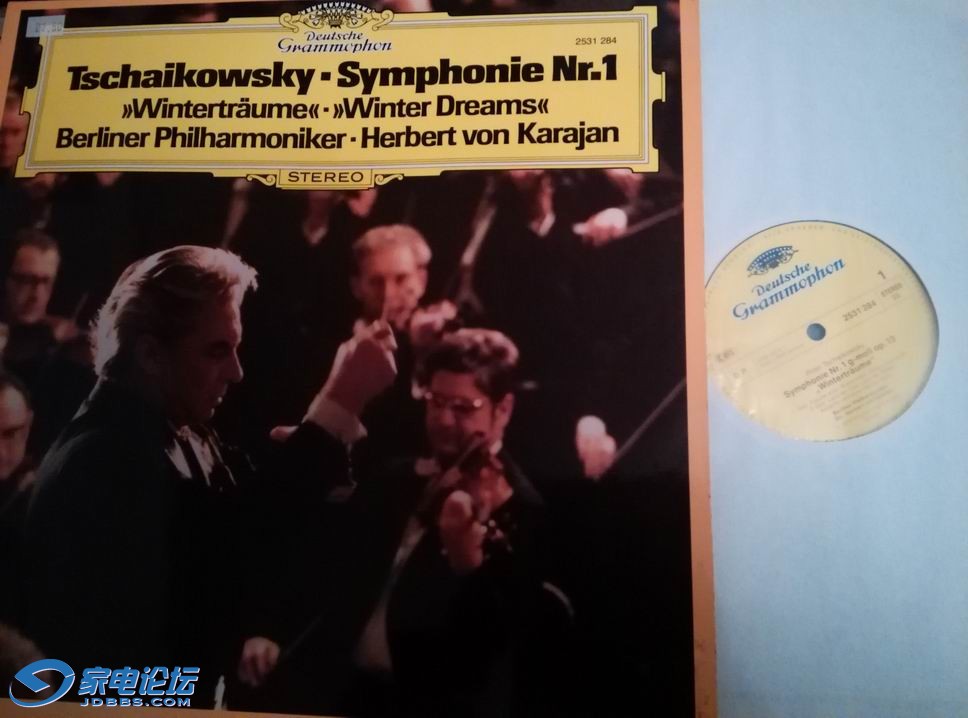 Deutsche
Grammophon
2531 284
Tschaikowsky · Symphonie Nr.1
»Winterträume« · »Winter Dreams«
Berliner Philharmoniker · Herbert von Karajan
STEREO
Deutsche
Grammophon
1
2531 284
STEREO
Symphonie Nr. 1 g-moll op. 13
„Winterträume"
家电论坛
JDBBS.COM